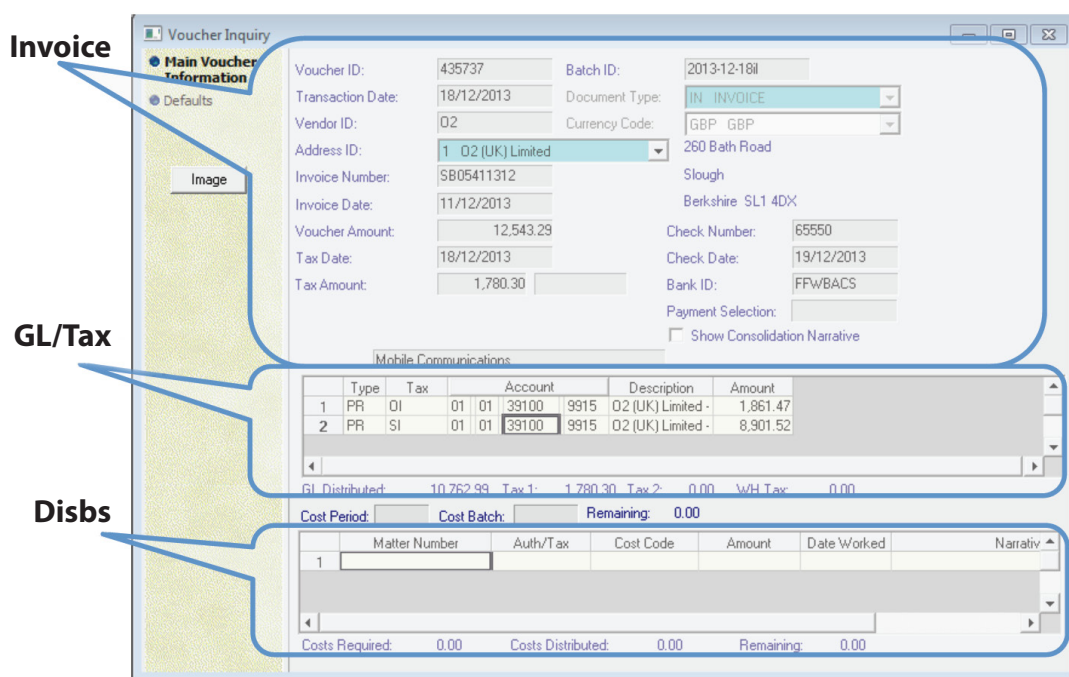 Voucher Inquiry
Invoice
Main Voucher
Information
Defaults
Image
Voucher ID: 435737 Batch ID: 2013-12-18il
Transaction Date: 18/12/2013 Document Type: IN INVOICE
Vendor ID: O2 Currency Code: GBP GBP
Address ID: 1 O2 (UK) Limited 260 Bath Road
Invoice Number: SB05411312 Slough
Invoice Date: 11/12/2013 Berkshire SL1 4DX
Voucher Amount: 12,543.29 Check Number: 65550
Tax Date: 18/12/2013 Check Date: 19/12/2013
Tax Amount: 1,780.30 Bank ID: FFWBACS
Payment Selection:
Show Consolidation Narrative
Mobile Communications
GL/Tax
Type Tax Account Description Amount
1 PR OI 01 01 39100 9915 O2 (UK) Limited - 1,861.47
2 PR SI 01 01 39100 9915 O2 (UK) Limited - 8,901.52
GL Distributed: 10,762.99 Tax 1: 1,780.30 Tax 2: 0.00 WH Tax: 0.00
Disbs
Cost Period: Cost Batch: Remaining: 0.00
Matter Number Auth/Tax Cost Code Amount Date Worked Narrativ
1
Costs Required: 0.00 Costs Distributed: 0.00 Remaining: 0.00